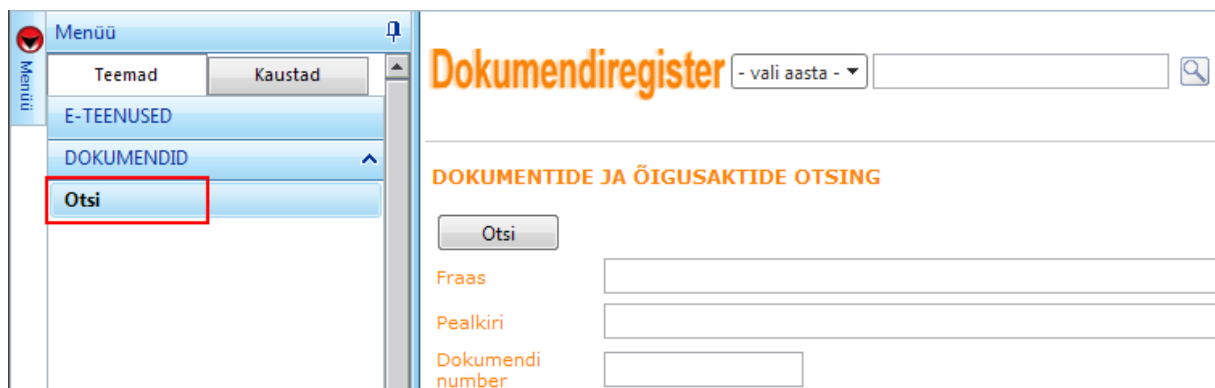 Menüü
Menüü
Teemad
Kaustad
E-TEENUSED
DOKUMENDID
Otsi
Dokumendiregister
- vali aasta -
DOKUMENTIDE JA ÕIGUSAKTIDE OTSING
Otsi
Fraas
Pealkiri
Dokumendi
number